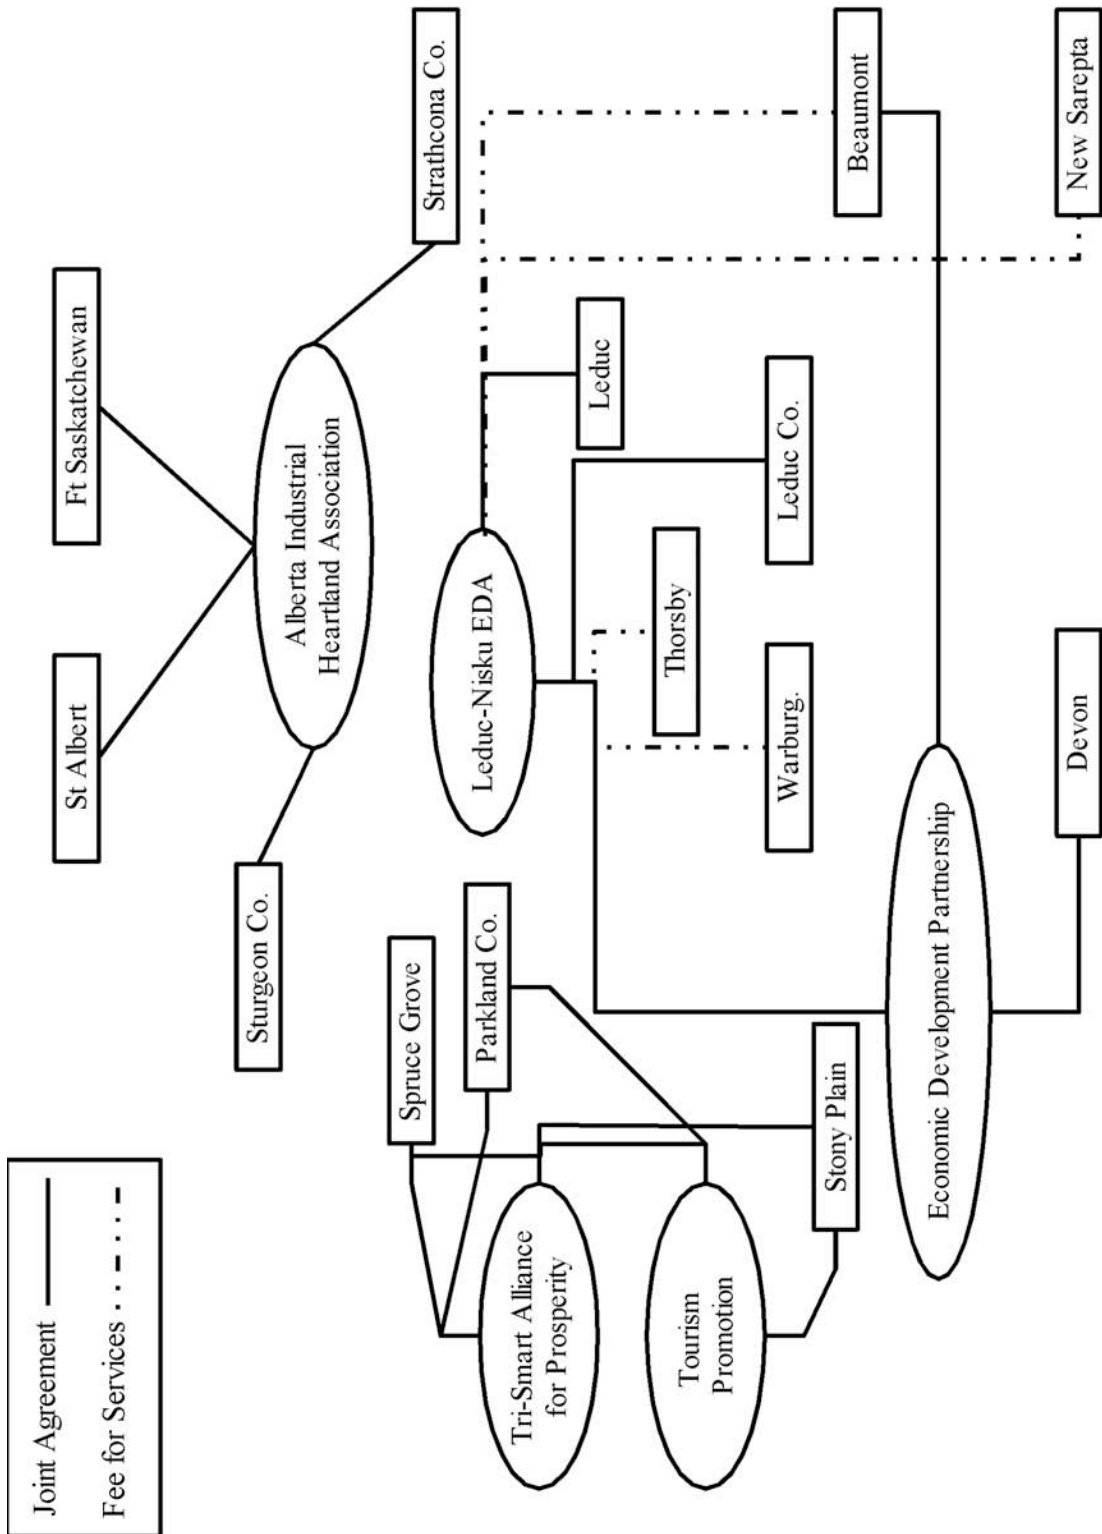 Joint Agreement
Fee for Services
St Albert
Ft Saskatchewan
Sturgeon Co.
Alberta Industrial
Heartland Association
Strathcona Co.
Spruce Grove
Parkland Co.
Leduc-Nisku EDA
Leduc
Tri-Smart Alliance
for Prosperity
Thorsby
Tourism
Promotion
Warburg.
Leduc Co.
Stony Plain
Beaumont
Economic Development Partnership
Devon
New Sarepta